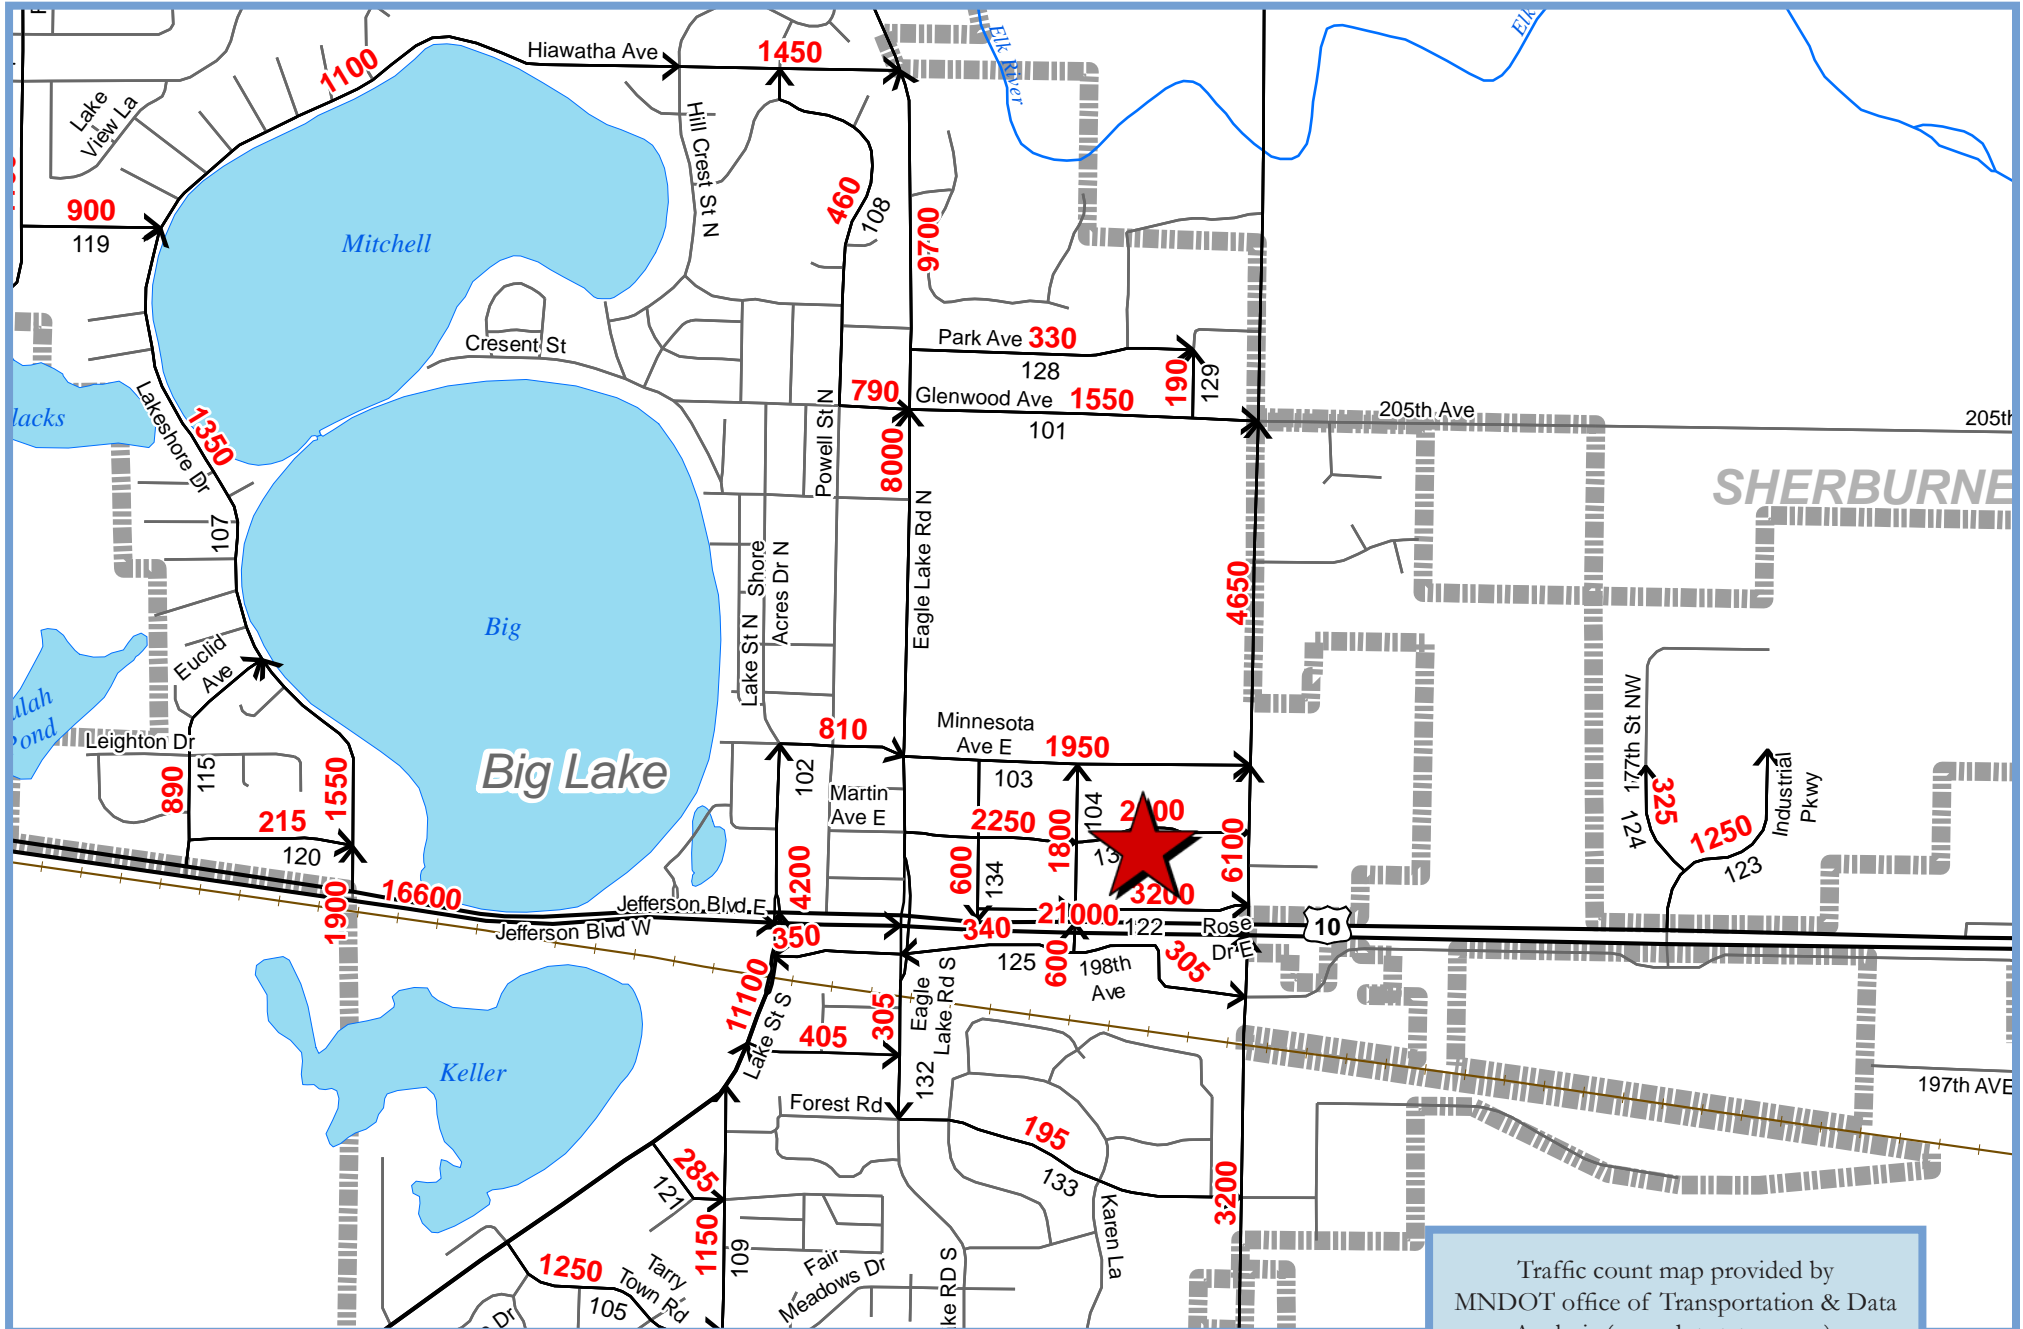 Hiawatha Ave
1450
Elk River
Elk
1100
Lake
View La
Hill Crest St N
900
119
Mitchell
460
108
9700
Cresent St
Park Ave 330
128
190
129
790
Glenwood Ave 1550
101
205th Ave
205th
lacks
Lakeshore Dr
1350
107
Powell St N
8000
SHERBURNE
Eagle Lake Rd N
Lake St N
Shore
Acres Dr N
4650
Big
Euclid
Ave
ulah
Pond
Leighton Dr
890
115
1550
215
120
Big Lake
810
102
Minnesota
Ave E
1950
103
104
Martin
Ave E
2250
1800
600
134
6100
3200
177th St NW
325
124
1250
123
Industrial
Pkwy
16600
1900
4200
Jefferson Blvd E
Jefferson Blvd W
350
340
21000
122
Rose
Dr E
10
125
600
198th
Ave
305
11100
Lake St S
405
305
Eagle
Lake Rd S
132
Keller
Forest Rd
195
133
Karen La
3200
197th AVE
285
121
1150
109
1250
105
Tarry
Town Rd
Fair
Meadows Dr
Dr
ke RD S
Traffic count map provided by
MNDOT office of Transportation & Data